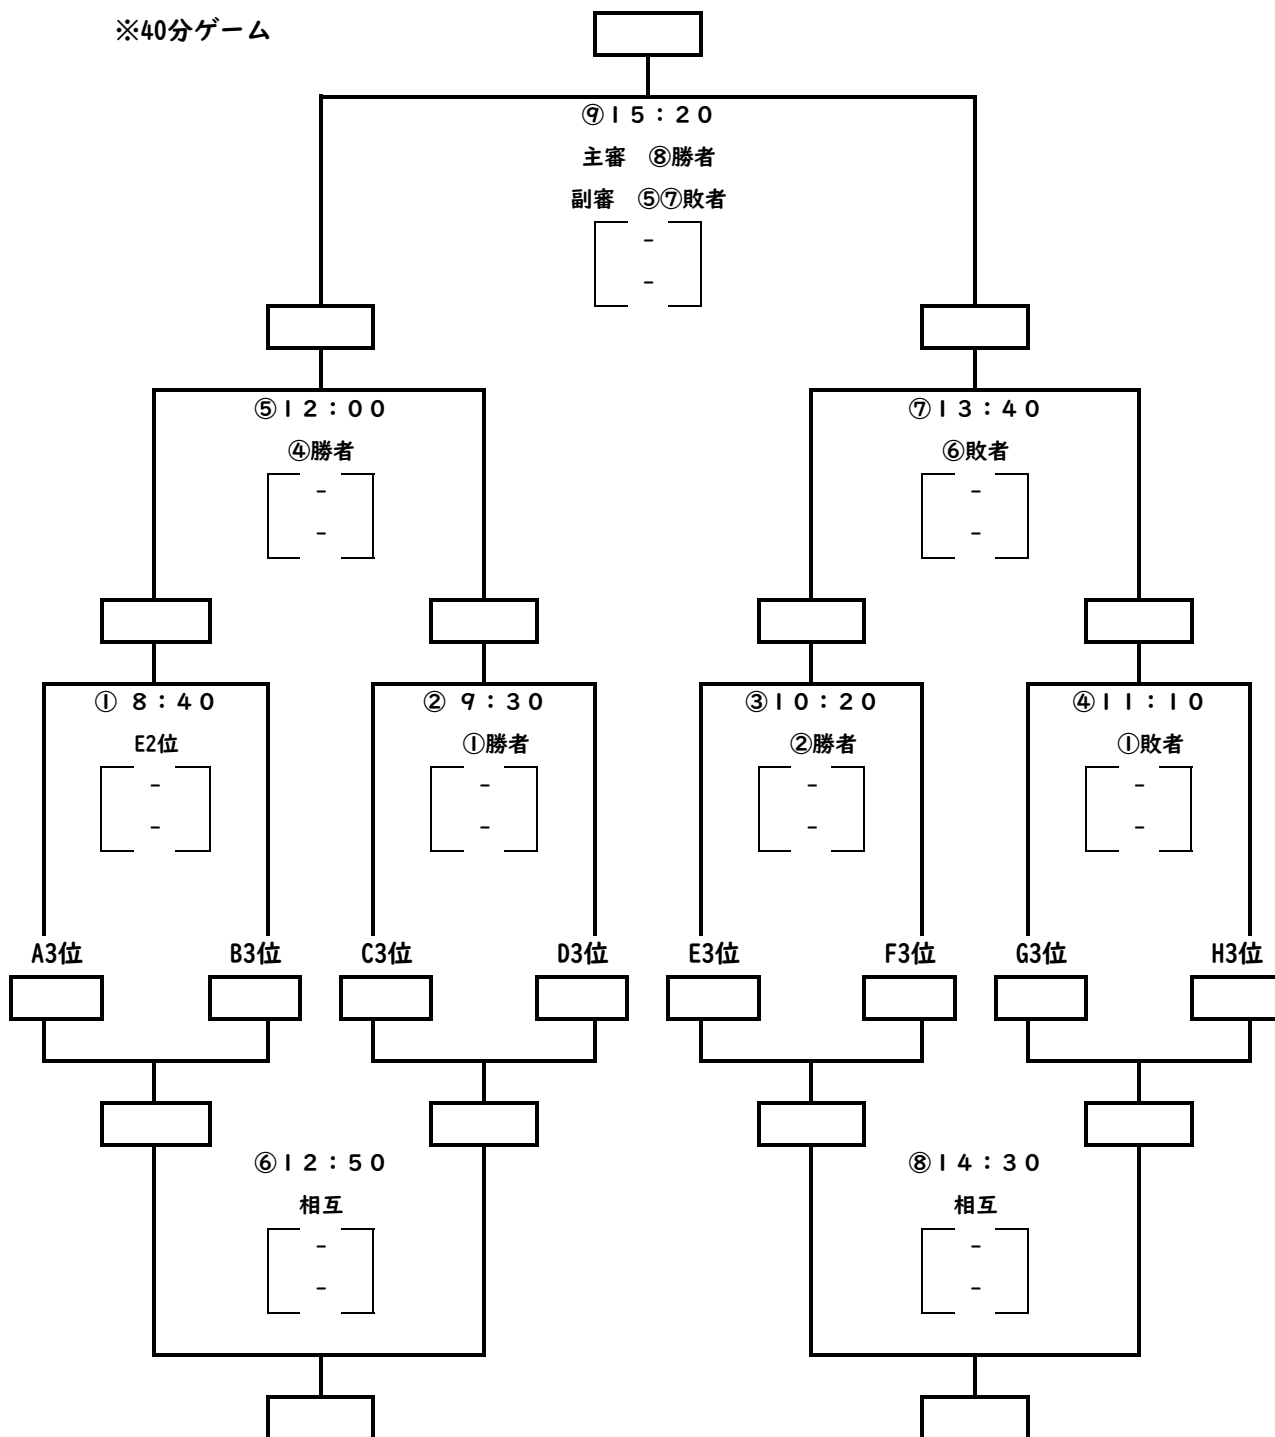 ※40分ゲーム
⑨15：20
主審　⑧勝者
副審　⑤⑦敗者
-
-
⑤12：00
⑦13：40
④勝者
⑥敗者
-
-
-
-
① 8：40
② 9：30
③10：20
④11：10
E2位
①勝者
②勝者
①敗者
-
-
-
-
-
-
-
-
A3位
B3位
C3位
D3位
E3位
F3位
G3位
H3位
⑥12：50
⑧14：30
相互
相互
-
-
-
-